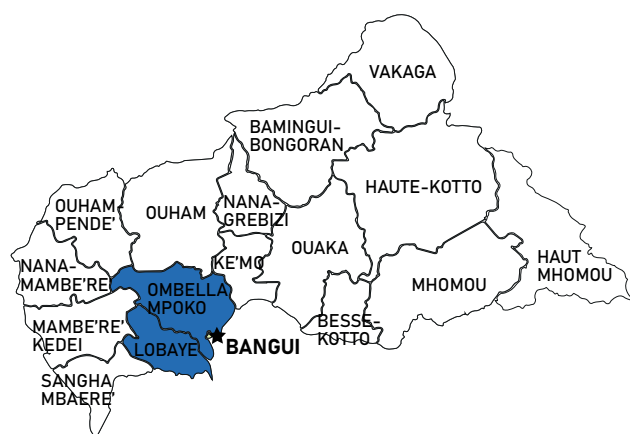 VAKAGA
BAMINGUI-
BONGORAN
HAUTE-KOTTO
OUHAM
PENDE'
OUHAM
NANA-
GREBIZI
OUAKA
KE'MO
NANA-
MAMBE'RE'
OMBELLA
MPOKO
HAUT
MHOMOU
MHOMOU
MAMBE'RE'
KEDEI
LOBAYE
BANGUI
BESSE-
KOTTO
SANGHA
MBAERE'